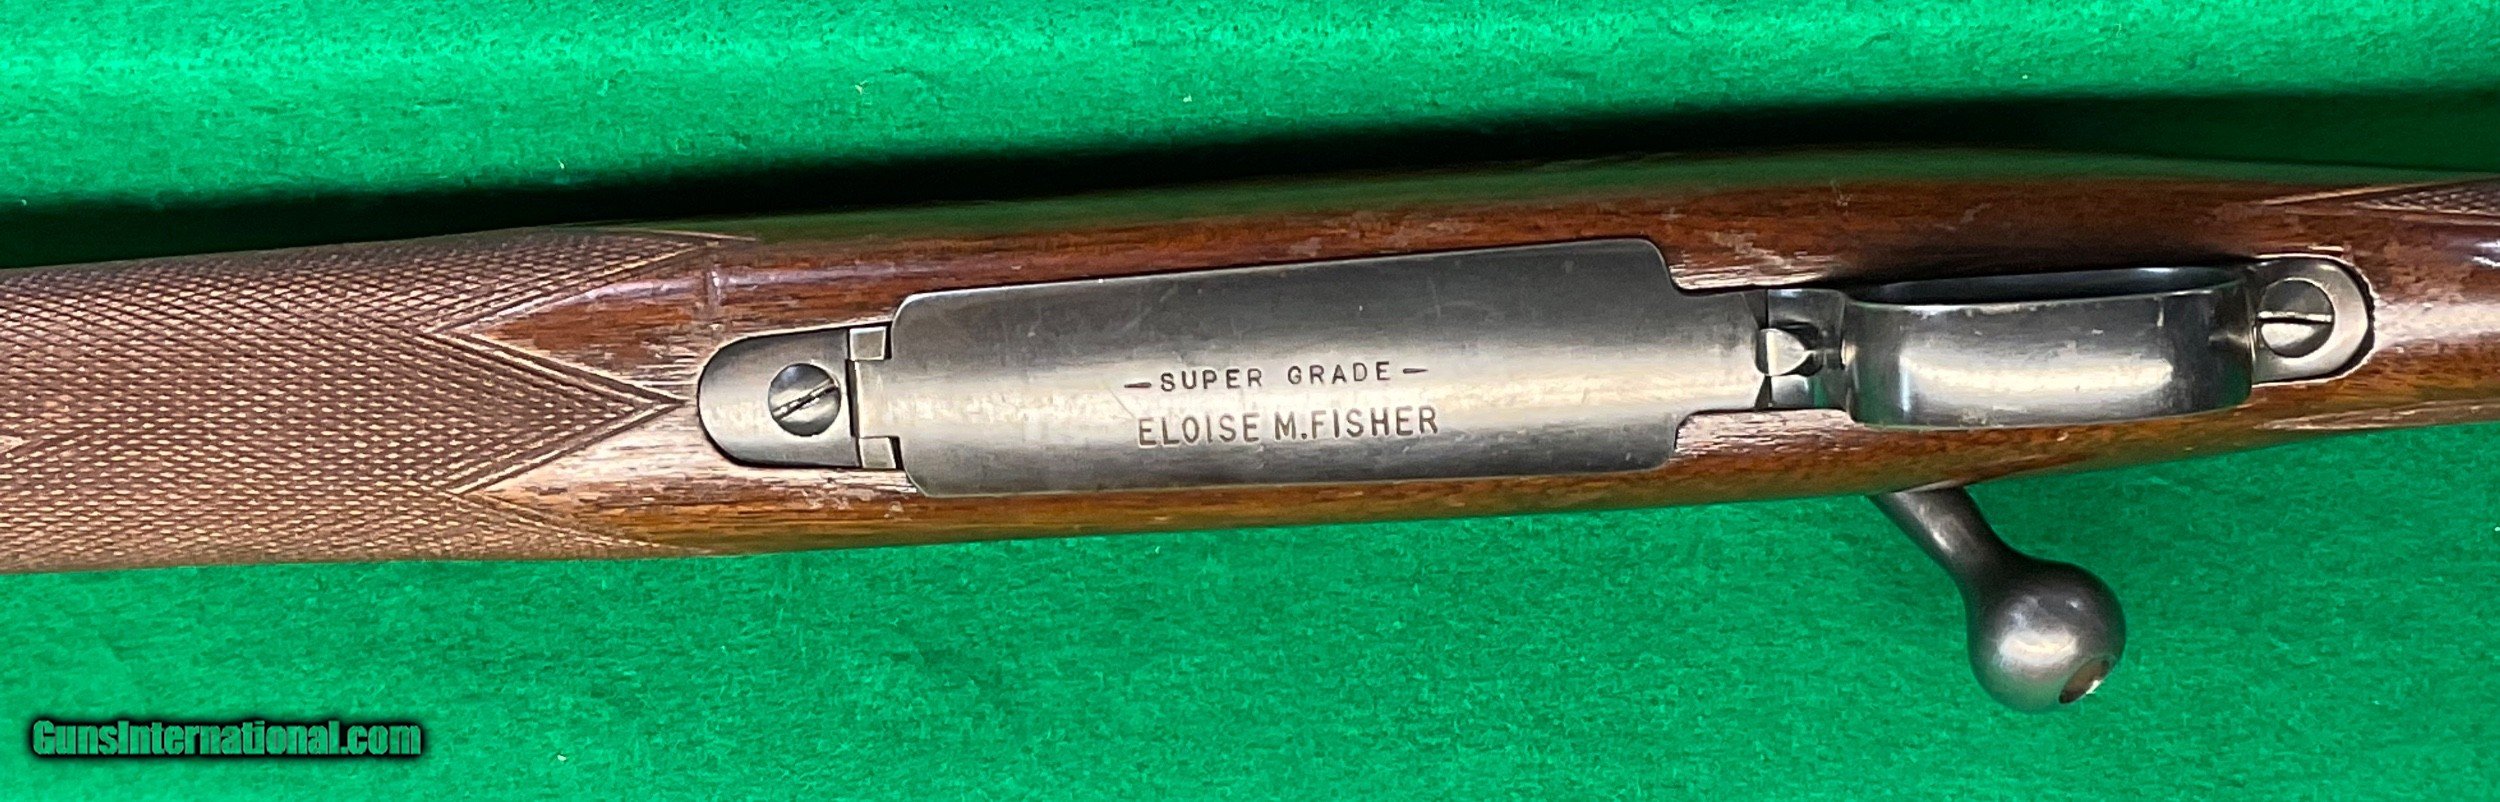 —SUPER GRADE—
ELOISE M.FISHER
GunsInternational.com